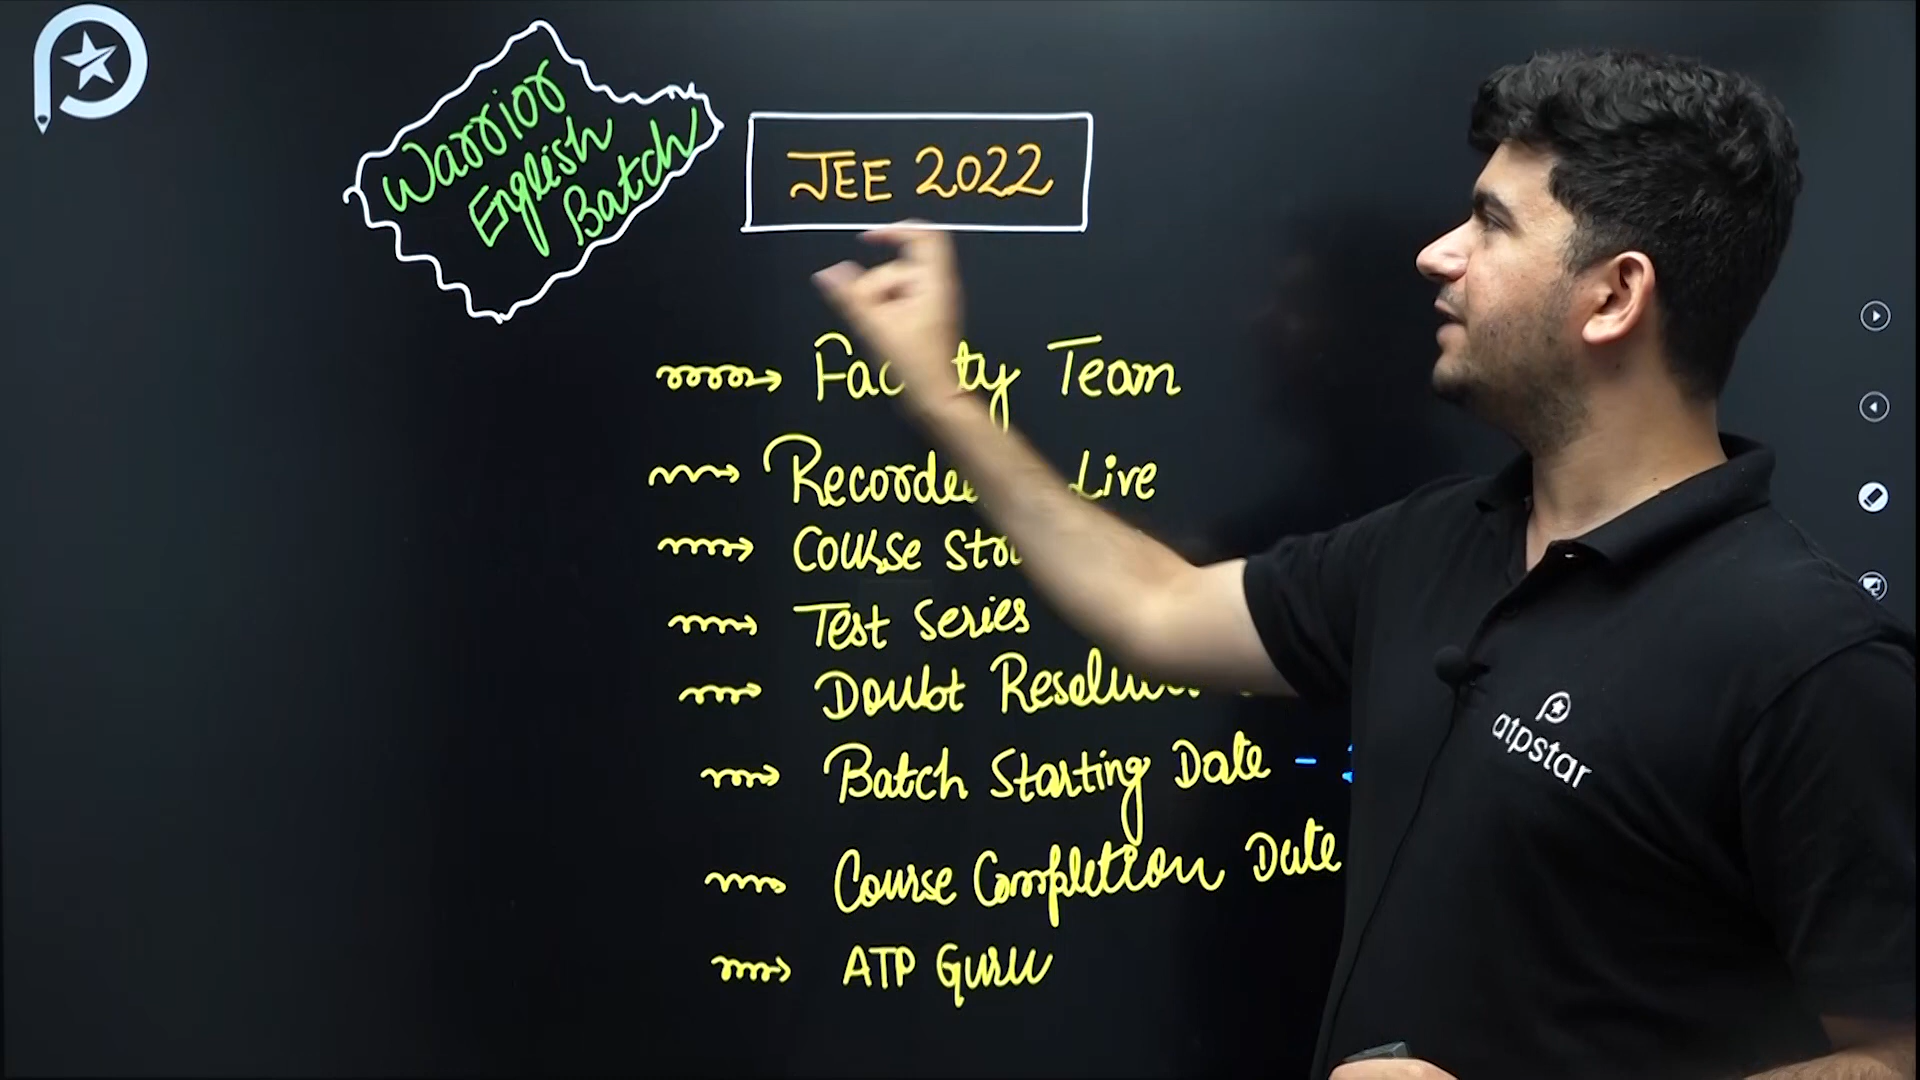 Warrior
English
Batch
JEE 2022
Team
Live
Course
Test Series
Doubt
Batch Starting Date -
Course Completion Date
ATP Guru
atpstar